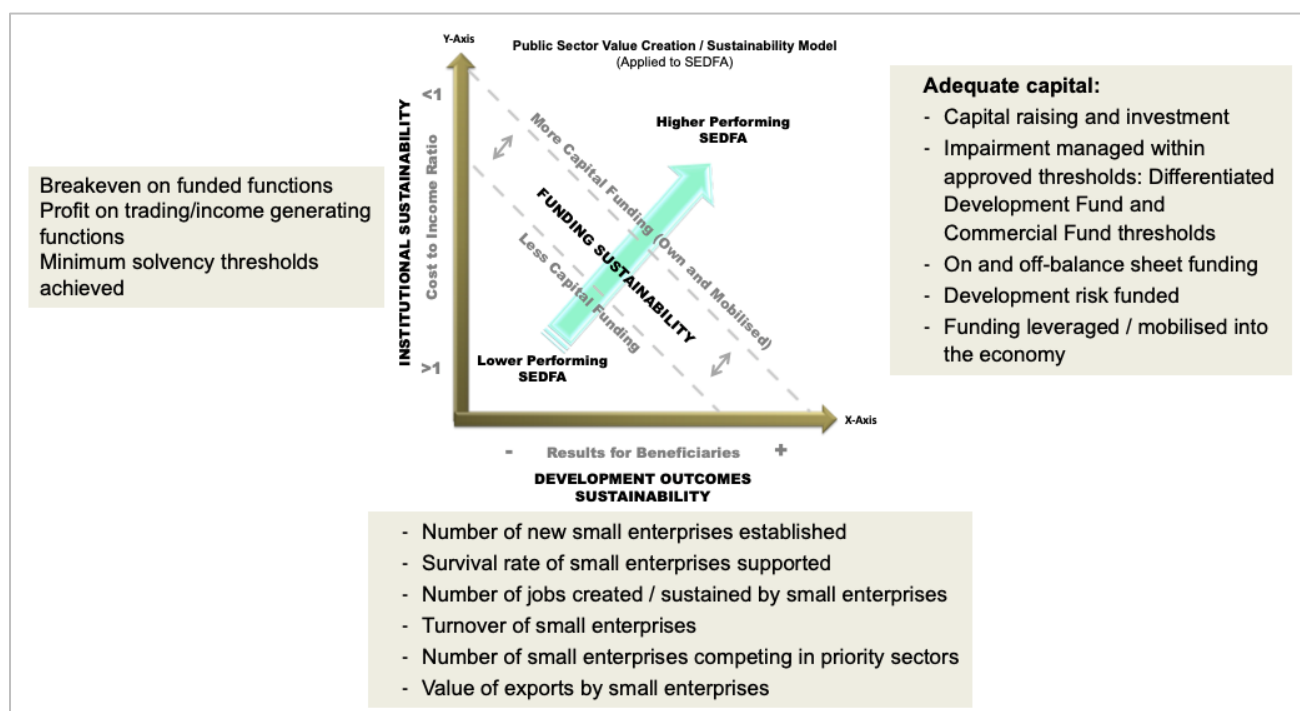 Y-Axis
Public Sector Value Creation / Sustainability Model
(Applied to SEDFA)
Breakeven on funded functions
Profit on trading/income generating
functions
Minimum solvency thresholds
achieved
INSTITUTIONAL SUSTAINABILITY
Cost to Income Ratio
<1
>1
More Capital Funding (Own and Mobilised)
FUNDING SUSTAINABILITY
Less Capital Funding
Higher Performing
SEDFA
Lower Performing
SEDFA
X-Axis
- Results for Beneficiaries +
DEVELOPMENT OUTCOMES
SUSTAINABILITY
Adequate capital:
- Capital raising and investment
- Impairment managed within
approved thresholds: Differentiated
Development Fund and
Commercial Fund thresholds
- On and off-balance sheet funding
- Development risk funded
- Funding leveraged / mobilised into
the economy
- Number of new small enterprises established
- Survival rate of small enterprises supported
- Number of jobs created / sustained by small enterprises
- Turnover of small enterprises
- Number of small enterprises competing in priority sectors
- Value of exports by small enterprises